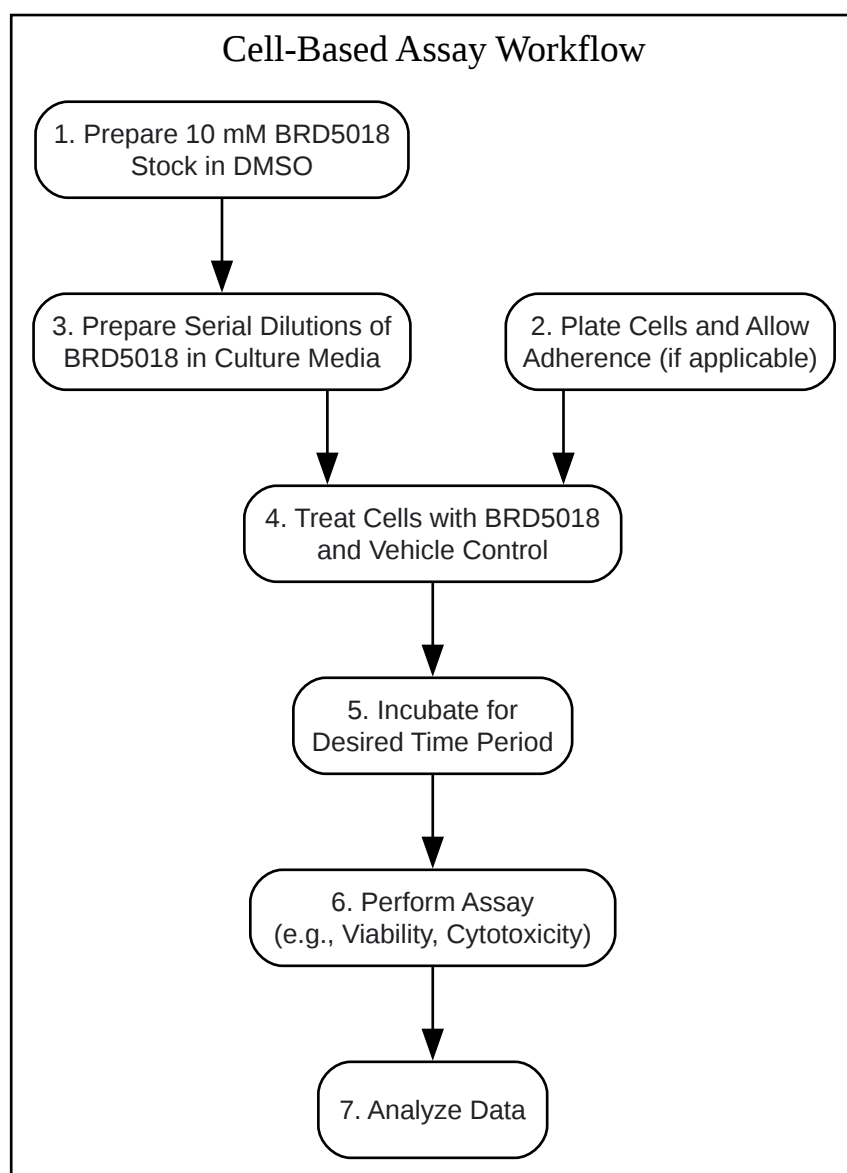 Cell-Based Assay Workflow
1. Prepare 10 mM BRD5018
Stock in DMSO
3. Prepare Serial Dilutions of
BRD5018 in Culture Media
2. Plate Cells and Allow
Adherence (if applicable)
4. Treat Cells with BRD5018
and Vehicle Control
5. Incubate for
Desired Time Period
6. Perform Assay
(e.g., Viability, Cytotoxicity)
7. Analyze Data